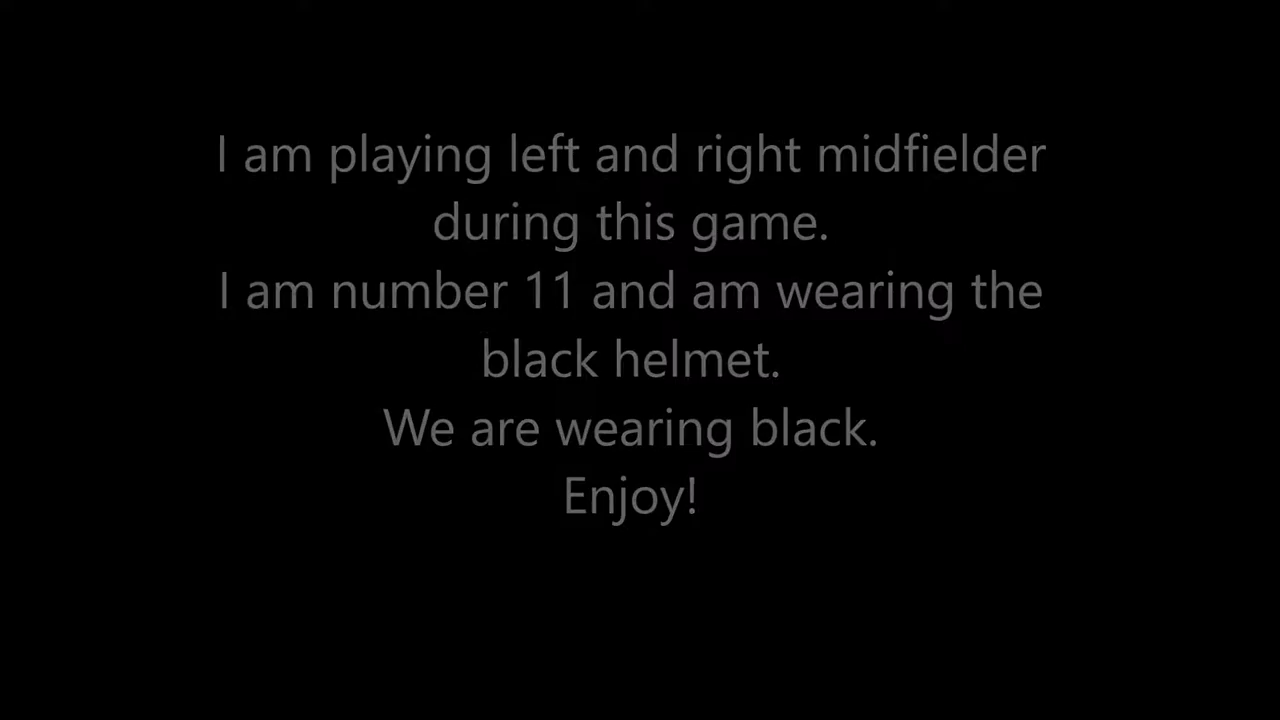 I am playing left and right midfielder
during this game.
I am number 11 and am wearing the
black helmet.
We are wearing black.
Enjoy!